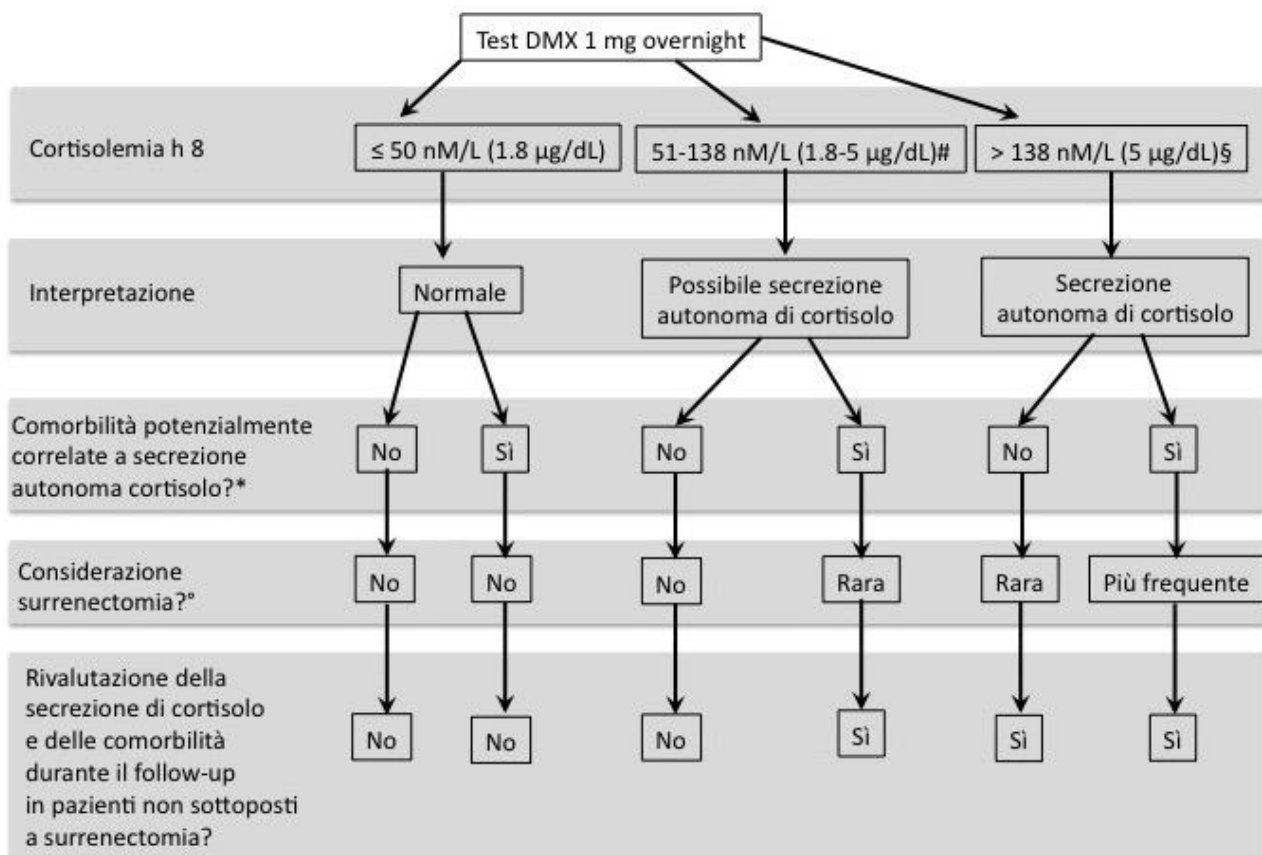 Test DMX 1 mg overnight
Cortisolemia h 8
≤ 50 nM/L (1.8 µg/dL)
51-138 nM/L (1.8-5 µg/dL)#
> 138 nM/L (5 µg/dL)§
Interpretazione
Normale
Possibile secrezione
autonoma di cortisolo
Secrezione
autonoma di cortisolo
Comorbilità potenzialmente
correlate a secrezione
autonoma cortisolo?*
No
Sì
No
Sì
No
Sì
Considerazione
surrenectomia?°
No
No
No
Rara
Rara
Più frequente
Rivalutazione della
secrezione di cortisolo
e delle comorbilità
durante il follow-up
in pazienti non sottoposti
a surrenectomia?
No
No
No
Sì
Sì
Sì